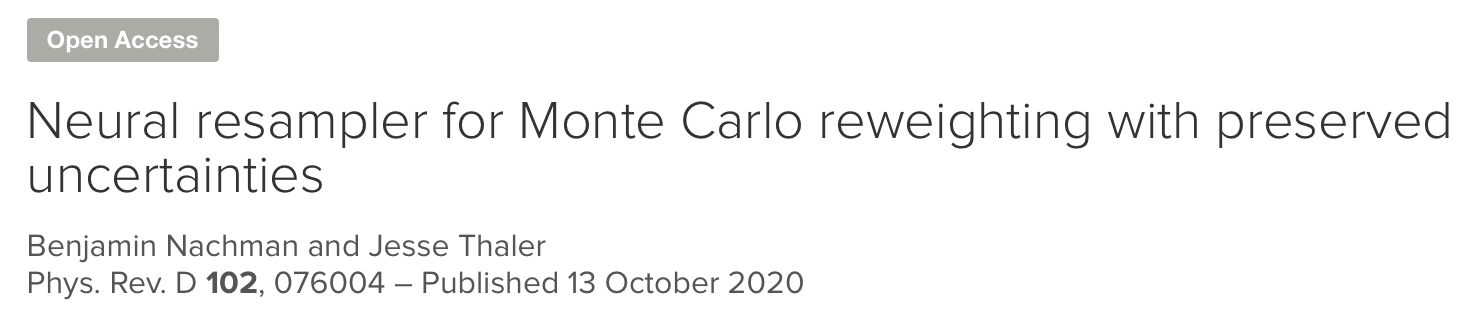 Open Access
Neural resampler for Monte Carlo reweighting with preserved
uncertainties
Benjamin Nachman and Jesse Thaler
Phys. Rev. D 102, 076004 – Published 13 October 2020